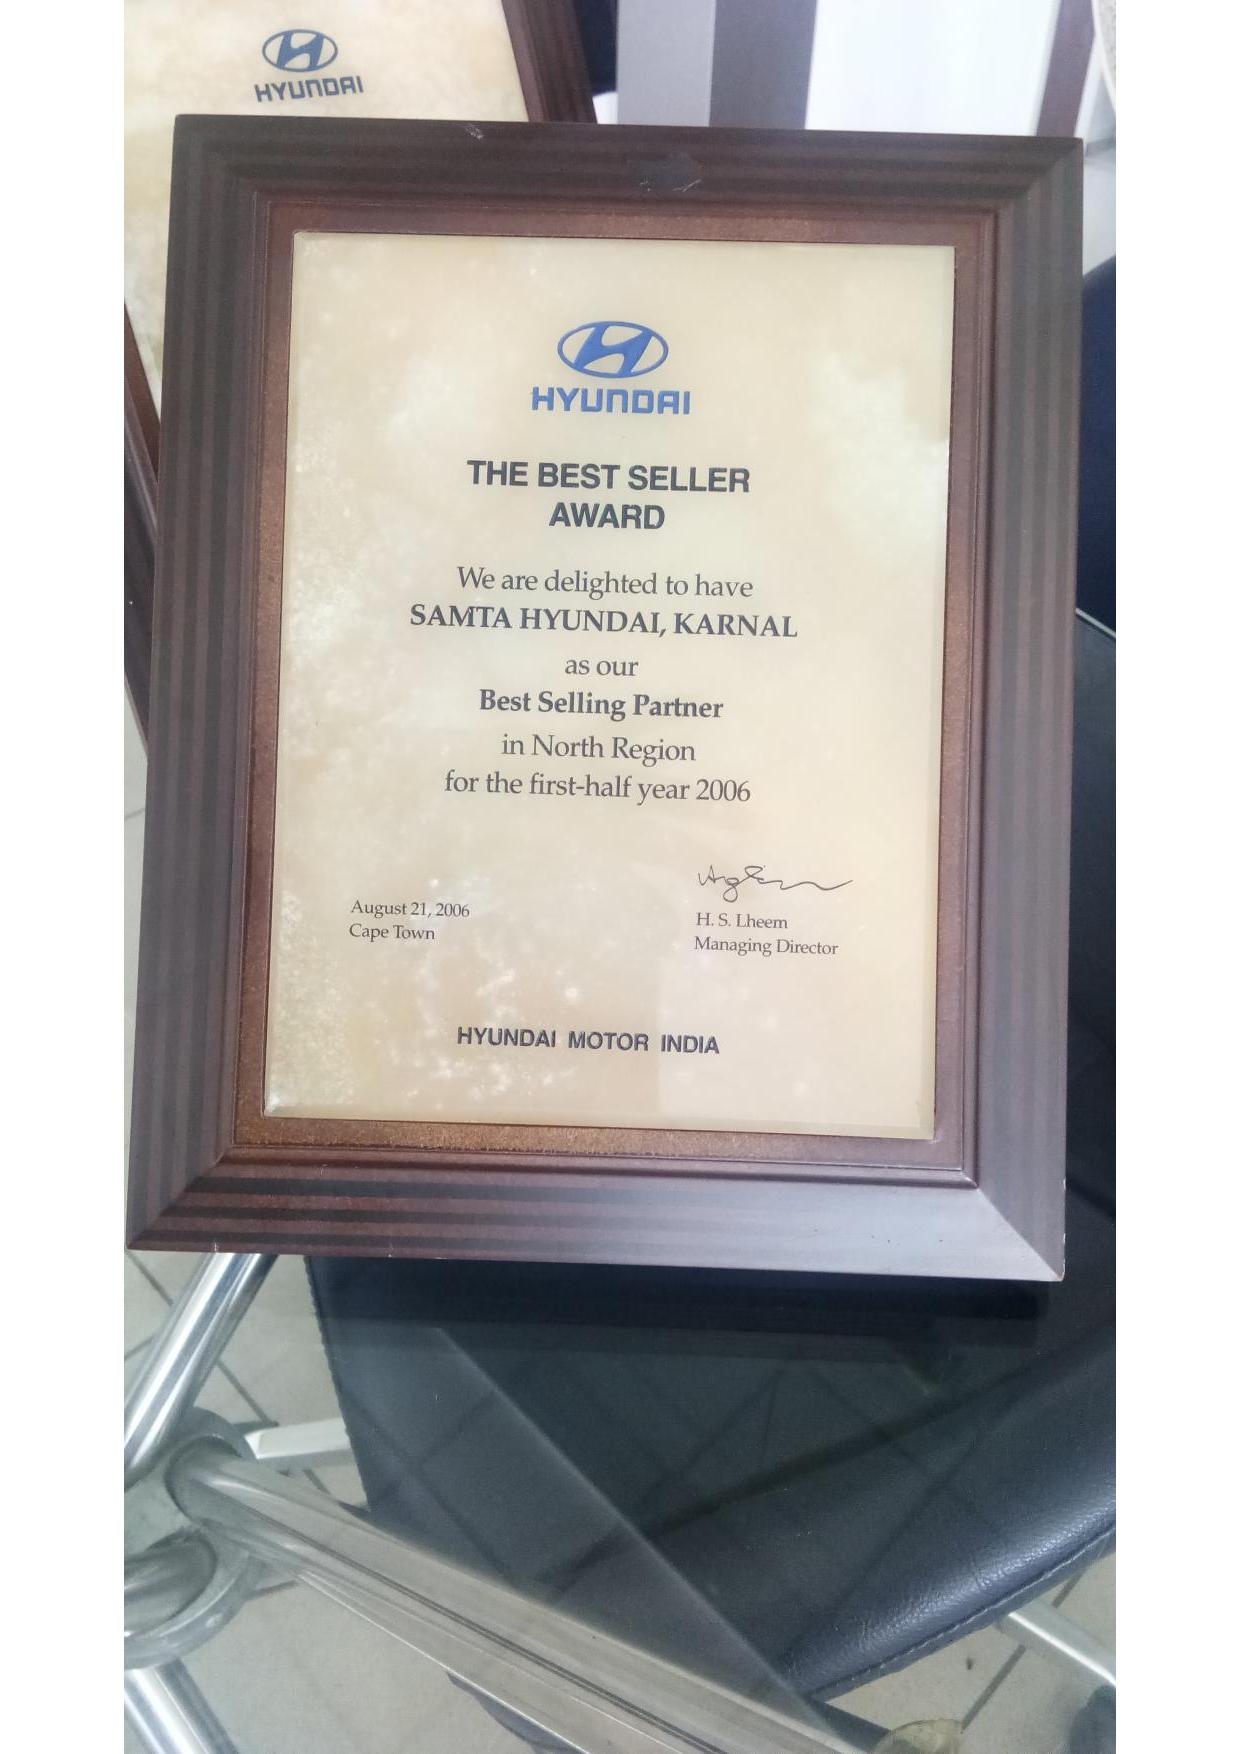 HYUNDAI
HYUNDAI
THE BEST SELLER
AWARD
We are delighted to have
SAMTA HYUNDAI, KARNAL
as our
Best Selling Partner
in North Region
for the first-half year 2006
August 21, 2006
Cape Town
H. S. Lheem
Managing Director
HYUNDAI MOTOR INDIA